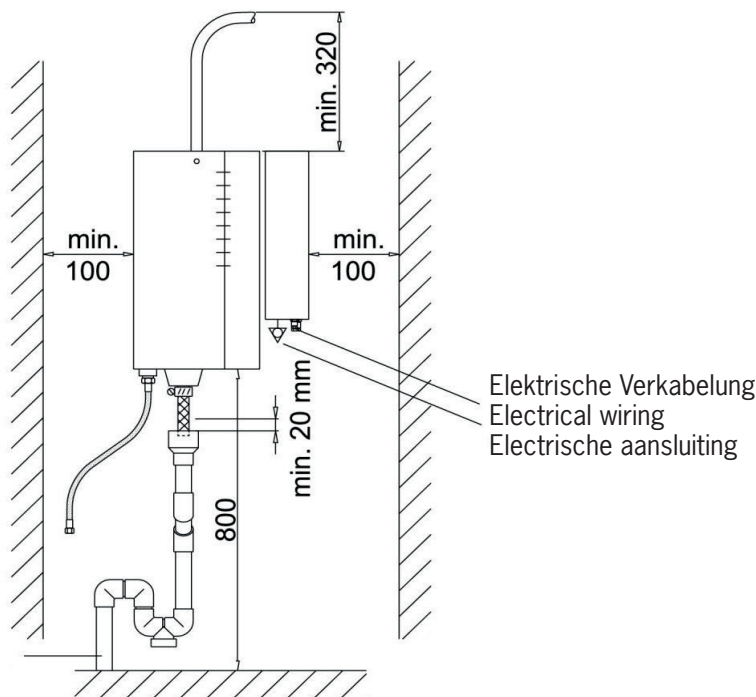 min. 320
min.
100
min.
100
Elektrische Verkabelung
Electrical wiring
Electrische aansluiting
min. 20 mm
800